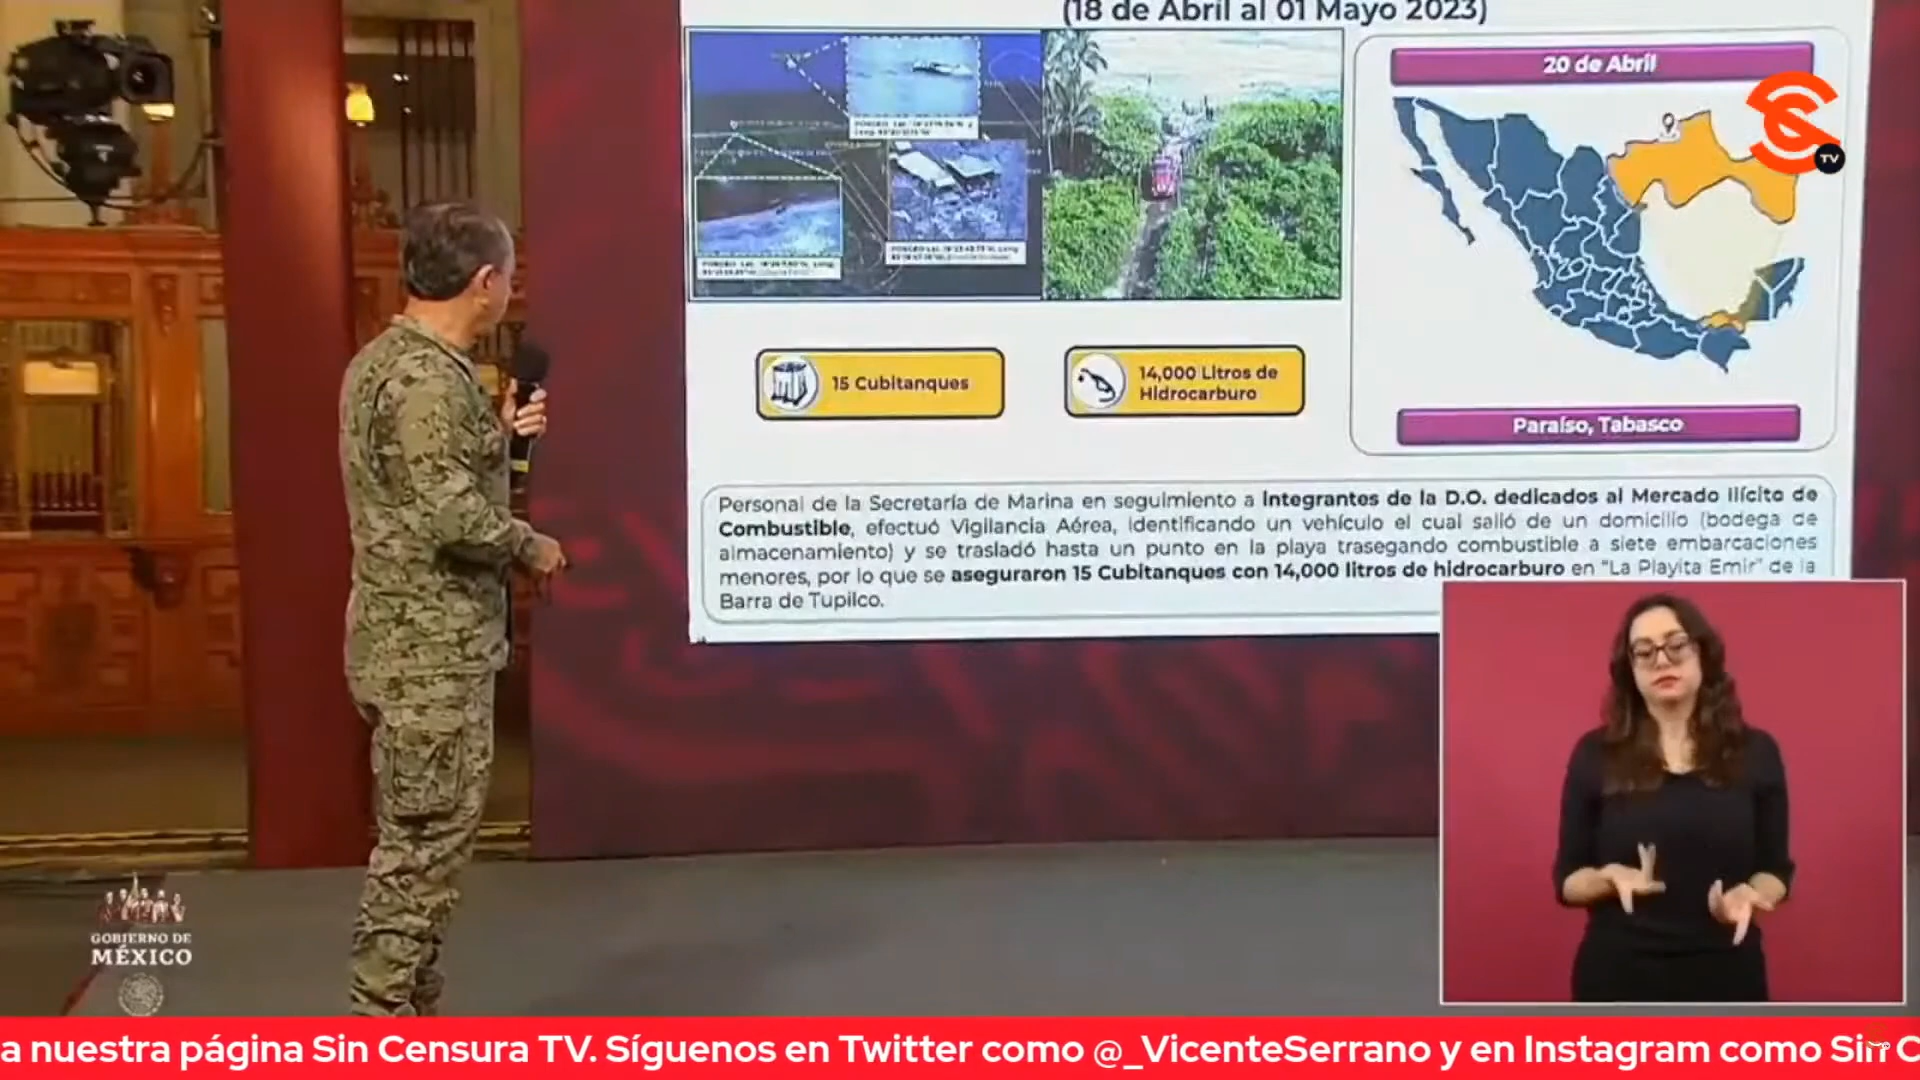 (18 de Abril al 01 Mayo 2023)
20 de Abril
TV
15 Cubitanques
14,000 Litros de
Hidrocarburo
Paraíso, Tabasco
Personal de la Secretaría de Marina en seguimiento a integrantes de la D.O. dedicados al Mercado Ilícito de
Combustible, efectuó Vigilancia Aérea, identificando un vehículo el cual salió de un domicilio (bodega de
almacenamiento) y se trasladó hasta un punto en la playa trasegando combustible a siete embarcaciones
menores, por lo que se aseguraron 15 Cubitanques con 14,000 litros de hidrocarburo en "La Playita Emir" de la
Barra de Tupilco.
GOBIERNO DE
MÉXICO
a nuestra página Sin Censura TV. Síguenos en Twitter como @_VicenteSerrano y en Instagram como Sin C